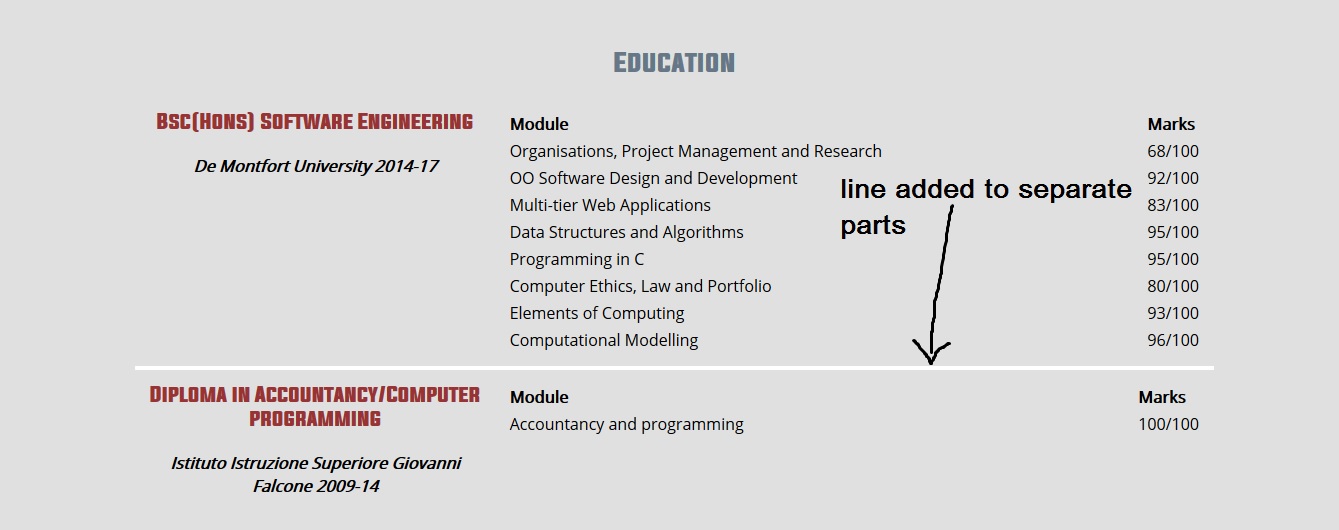 Education
Bsc(Hons) Software Engineering
De Montfort University 2014-17
Module Marks
Organisations, Project Management and Research 68/100
OO Software Design and Development 92/100
Multi-tier Web Applications 83/100
Data Structures and Algorithms 95/100
Programming in C 95/100
Computer Ethics, Law and Portfolio 80/100
Elements of Computing 93/100
Computational Modelling 96/100
line added to separate
parts
Diploma in Accountancy/Computer
programming
Istituto Istruzione Superiore Giovanni
Falcone 2009-14
Module Marks
Accountancy and programming 100/100